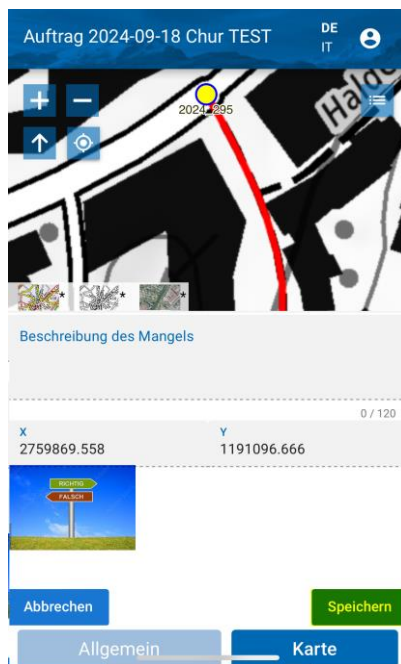 Auftrag 2024-09-18 Chur TEST
DE
IT
2024_295
Halde
*
*
*
Beschreibung des Mangels
0 / 120
X
Y
2759869.558
1191096.666
RICHTIG
FALSCH
Abbrechen
Speichern
Allgemein
Karte